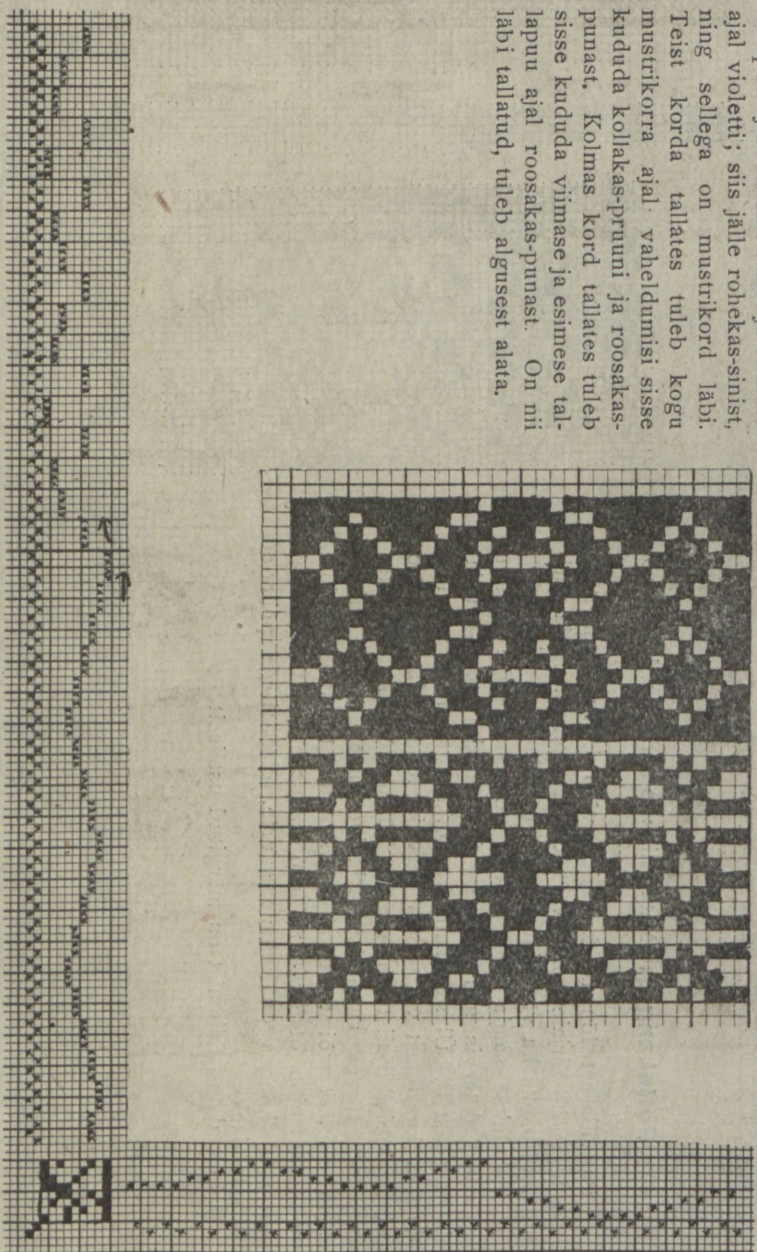 ajal violetti; siis jälle rohekas-sinist,
ning sellega on mustrikord läbi.
Teist korda tallates tuleb kogu
mustrikorra ajal vaheldumisi sisse
kududa kollakas-pruuni ja roosakas-
punast. Kolmas kord tallates tuleb
sisse kududa viimase ja esimese tal-
lapuu ajal roosakas-punast. On nii
läbi tallatud, tuleb algusest alata.